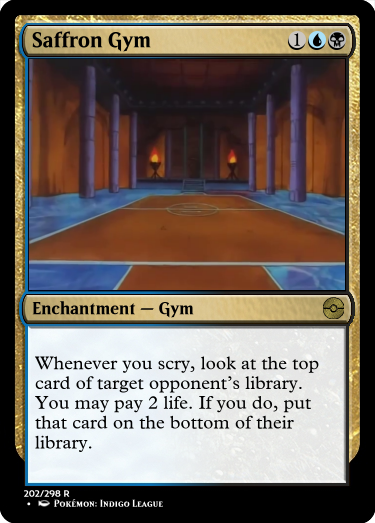 Saffron Gym 1
Enchantment — Gym
Whenever you scry, look at the top
card of target opponent's library.
You may pay 2 life. If you do, put
that card on the bottom of their
library.
202/298 R
• Pokémon: Indigo League